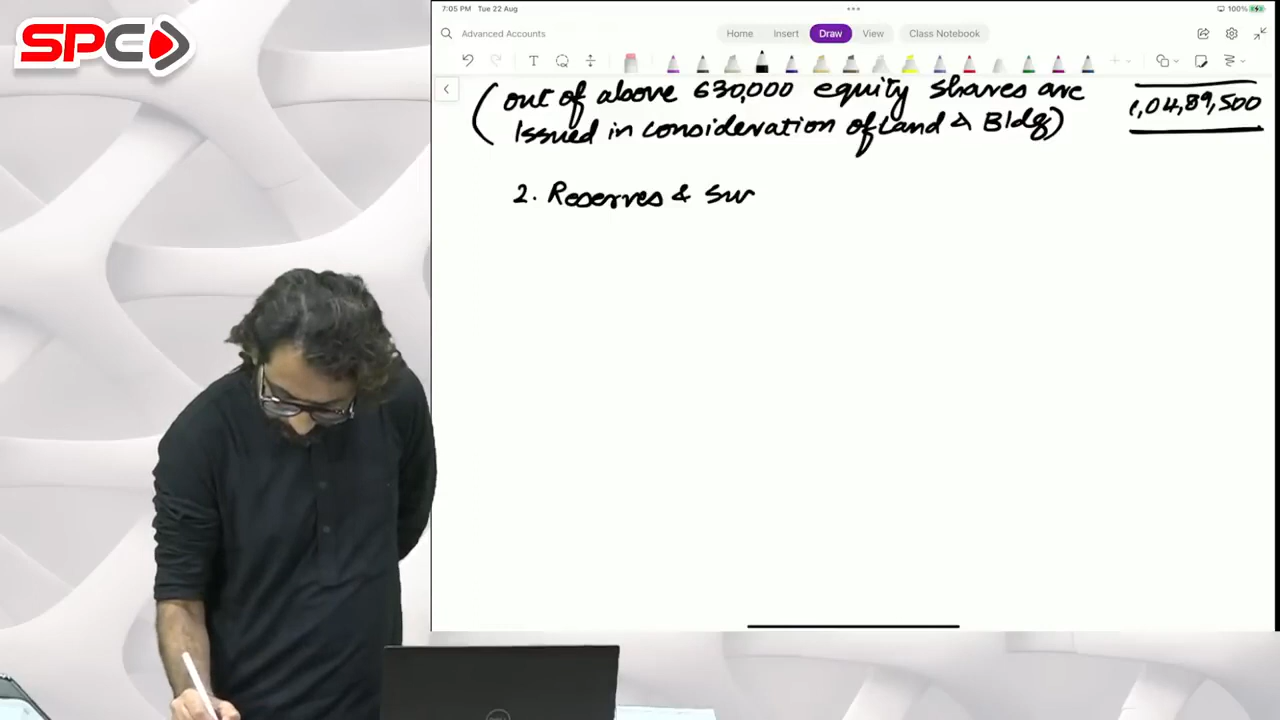 SPC
7:05 PM Tue 22 Aug
100%
Advanced Accounts
Home Insert Draw View Class Notebook
(out of above 630,000 equity shares are
Issued in consideration of Land & Bldg)
1,04,89,500
2. Reserves & Sur
DELL